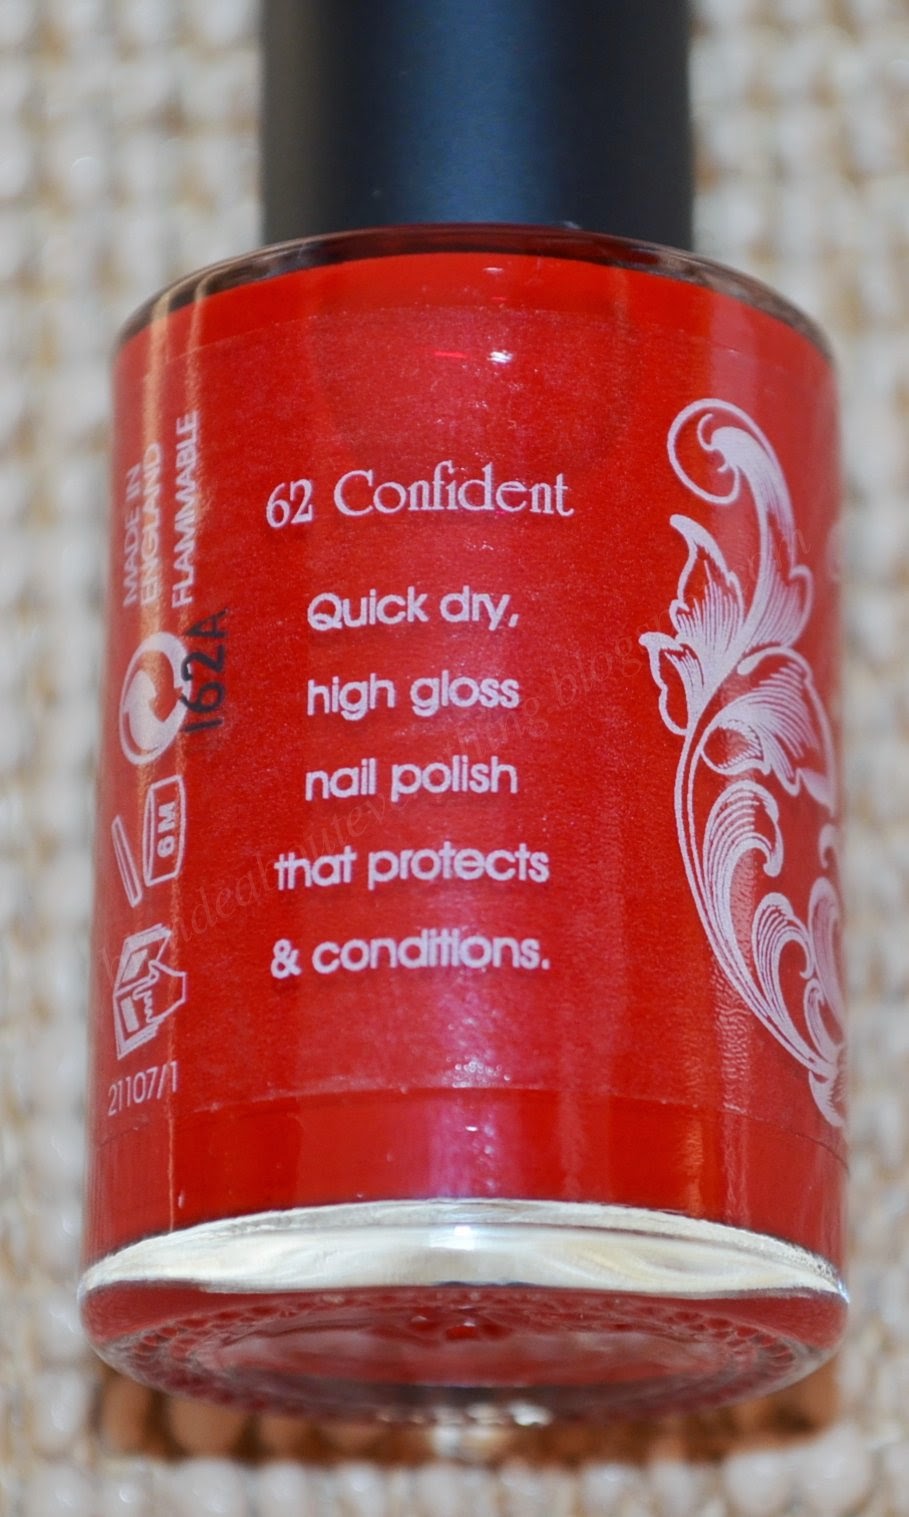 62 Confident
Quick dry,
high gloss
nail polish
that protects
& conditions.
MADE IN
ENGLAND
FLAMMABLE
162A
6M
21107/1